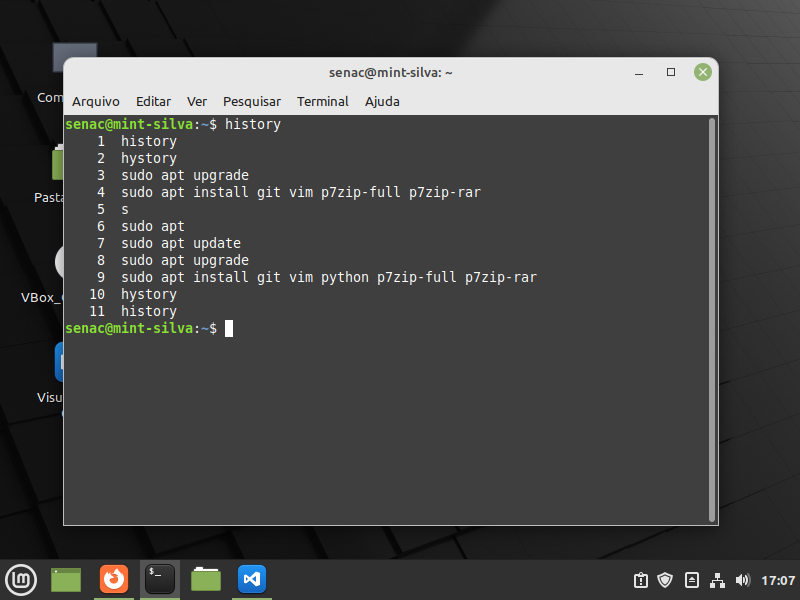 senac@mint-silva: ~
Arquivo Editar Ver Pesquisar Terminal Ajuda
senac@mint-silva:~$ history
1 history
2 hystory
3 sudo apt upgrade
4 sudo apt install git vim p7zip-full p7zip-rar
5 s
6 sudo apt
7 sudo apt update
8 sudo apt upgrade
9 sudo apt install git vim python p7zip-full p7zip-rar
10 hystory
11 history
senac@mint-silva:~$
Com
Pasta
VBox_
Visu
$_
17:07